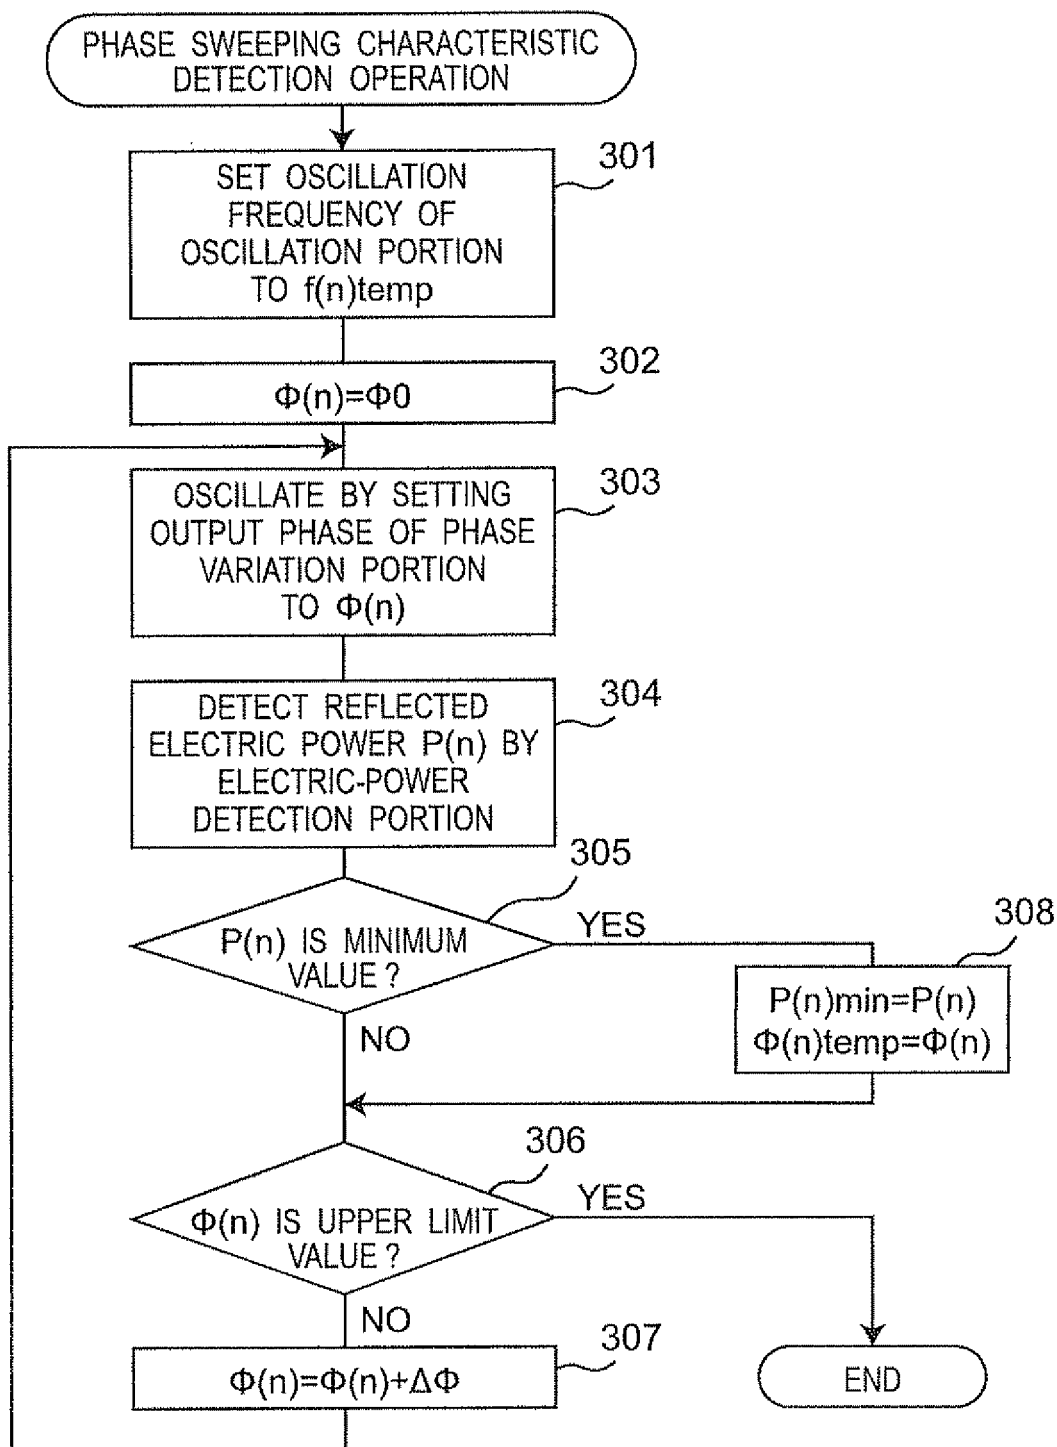 PHASE SWEEPING CHARACTERISTIC
DETECTION OPERATION
301
SET OSCILLATION
FREQUENCY OF
OSCILLATION PORTION
TO f(n)temp
302
Φ(n)=Φ0
303
OSCILLATE BY SETTING
OUTPUT PHASE OF PHASE
VARIATION PORTION
TO Φ(n)
304
DETECT REFLECTED
ELECTRIC POWER P(n) BY
ELECTRIC-POWER
DETECTION PORTION
305
P(n) IS MINIMUM
VALUE?
YES
308
P(n)min=P(n)
Φ(n)temp=Φ(n)
NO
306
Φ(n) IS UPPER LIMIT
VALUE?
YES
NO
307
Φ(n)=Φ(n)+ΔΦ
END